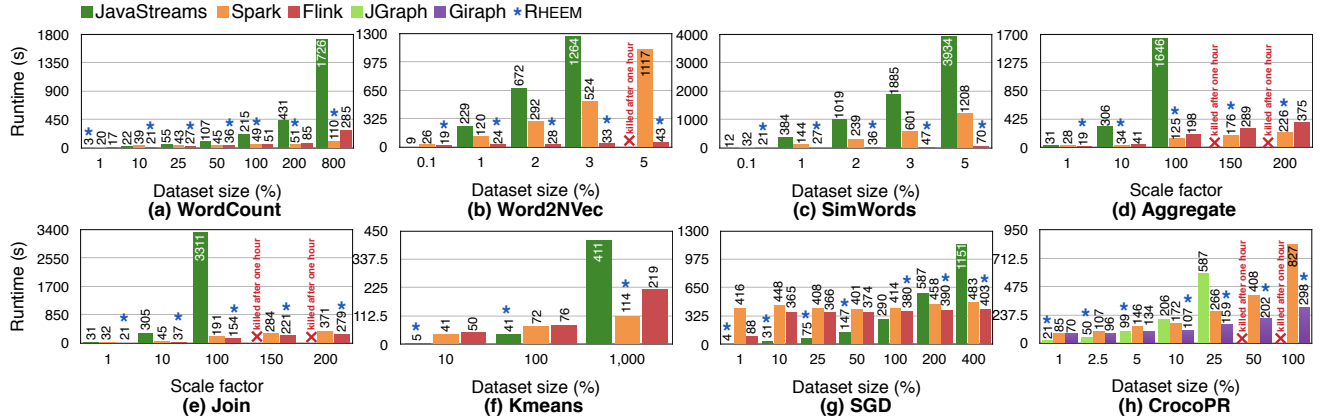 JavaStreams Spark Flink JGraph Giraph * RHEEM
Runtime (s)
1800
1350
900
450
0
3 20 17
22 39 21
55 43 27
107 45 36
215 49 51
431 51 85
1726 110 285
1 10 25 50 100 200 800
Dataset size (%)
(a) WordCount
1300
975
650
325
0
9 26 19
229 120 24
672 292 28
1264 524 33
killed after one hour 1117 43
0.1 1 2 3 5
Dataset size (%)
(b) Word2NVec
4000
3000
2000
1000
0
12 32 21
384 144 27
1019 239 36
1885 601 47
3934 1208 70
0.1 1 2 3 5
Dataset size (%)
(c) SimWords
1700
1275
850
425
0
31 28 19
306 34 41
1646 125 198
killed after one hour 176 289
killed after one hour 226 375
1 10 100 150 200
Scale factor
(d) Aggregate
Runtime (s)
3400
2550
1700
850
0
31 32 21
305 45 37
3311 191 154
killed after one hour 284 221
killed after one hour 371 279
1 10 100 150 200
Scale factor
(e) Join
450
337.5
225
112.5
0
5 41 50
41 72 76
411 114 219
10 100 1,000
Dataset size (%)
(f) Kmeans
1300
975
650
325
0
4 416 88
31 448 365
75 408 366
147 401 374
290 414 380
587 458 390
1151 483 403
1 10 25 50 100 200 400
Dataset size (%)
(g) SGD
950
712.5
475
237.5
0
21 85 70
50 107 96
99 146 134
206 172 107
587 266 159
killed after one hour 408 202
killed after one hour 827 298
1 2.5 5 10 25 50 100
Dataset size (%)
(h) CrocoPR